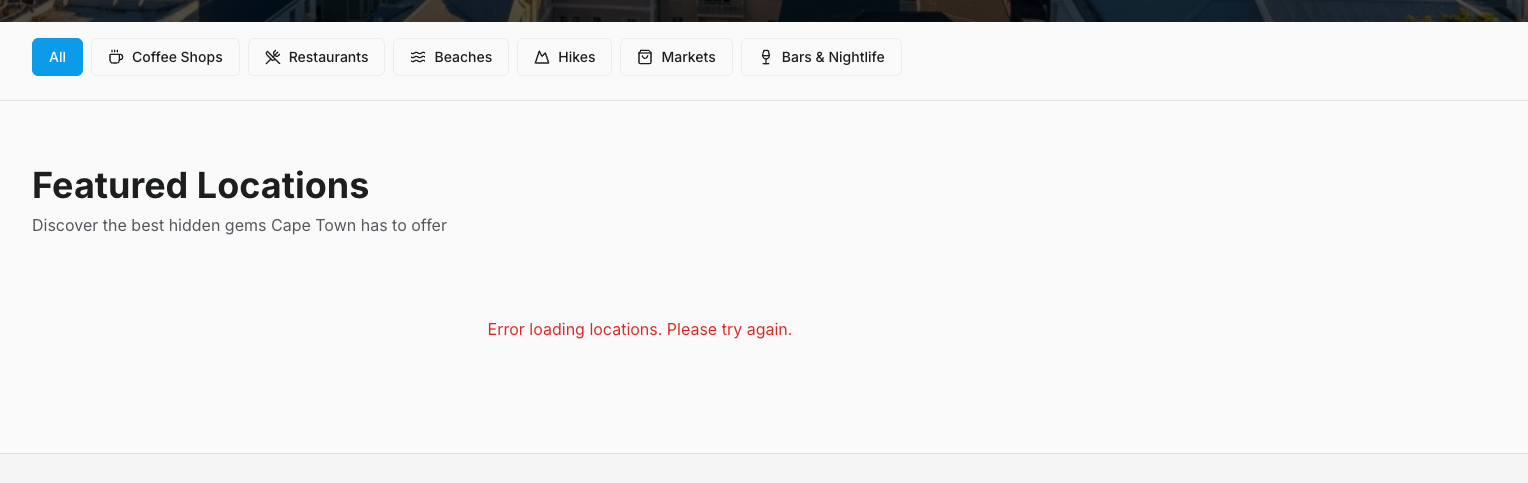 All
Coffee Shops
Restaurants
Beaches
Hikes
Markets
Bars & Nightlife
Featured Locations
Discover the best hidden gems Cape Town has to offer
Error loading locations. Please try again.